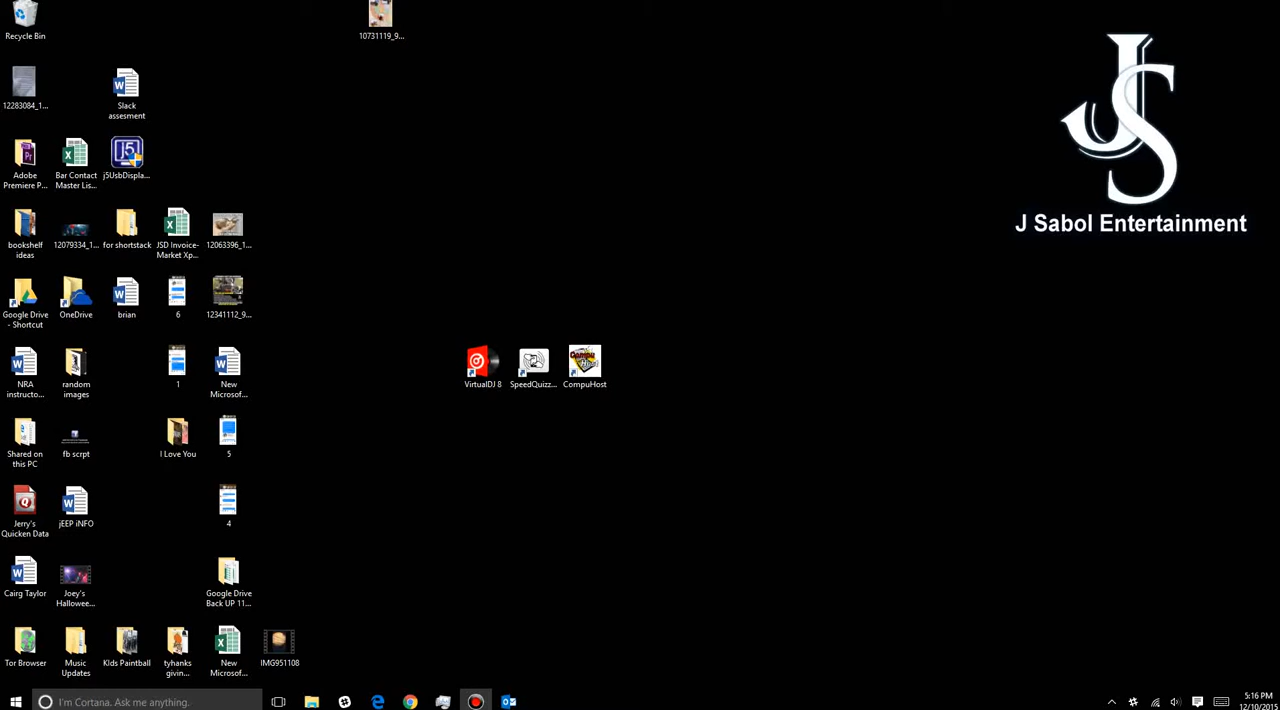 Recycle Bin
10731119_9...
JS
J Sabol Entertainment
12283084_1...
Slack
assesment
Adobe
Premiere P...
Bar Contact
Master Lis...
j5UsbDispla...
bookshelf
ideas
12079334_1...
for shortstack
JSD Invoice-
Market Xp...
12063396_1...
Google Drive
- Shortcut
OneDrive
brian
6
12341112_9...
VirtualDJ 8
SpeedQuizz...
CompuHost
NRA
instructo...
random
images
1
New
Microsof...
Shared on
this PC
fb scrpt
I Love You
5
Jerry's
Quicken Data
jEEP iNFO
4
Cairg Taylor
Joey's
Hallowee...
Google Drive
Back UP 11...
Tor Browser
Music
Updates
KIds Paintball
tyhanks
givin...
New
Microsof...
IMG951108
I'm Cortana. Ask me anything.
5:16 PM
12/10/2015